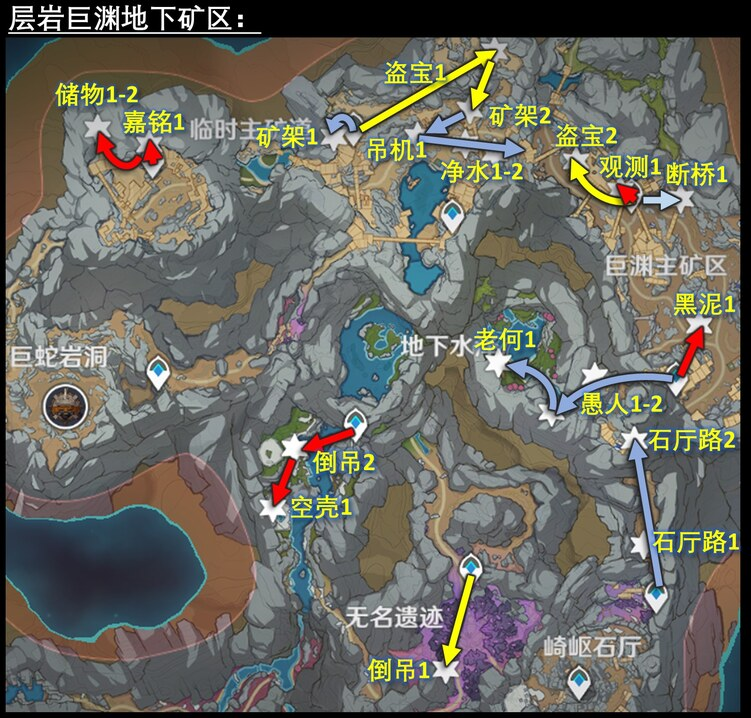 层岩巨渊地下矿区：
盗宝1
储物1-2
嘉铭1
临时主矿道
矿架1
矿架2
吊机1
盗宝2
净水1-2
观测1
断桥1
巨渊主矿区
黑泥1
地下水
老何1
巨蛇岩洞
愚人1-2
石厅路2
倒吊2
空壳1
石厅路1
无名遗迹
崎岖石厅
倒吊1